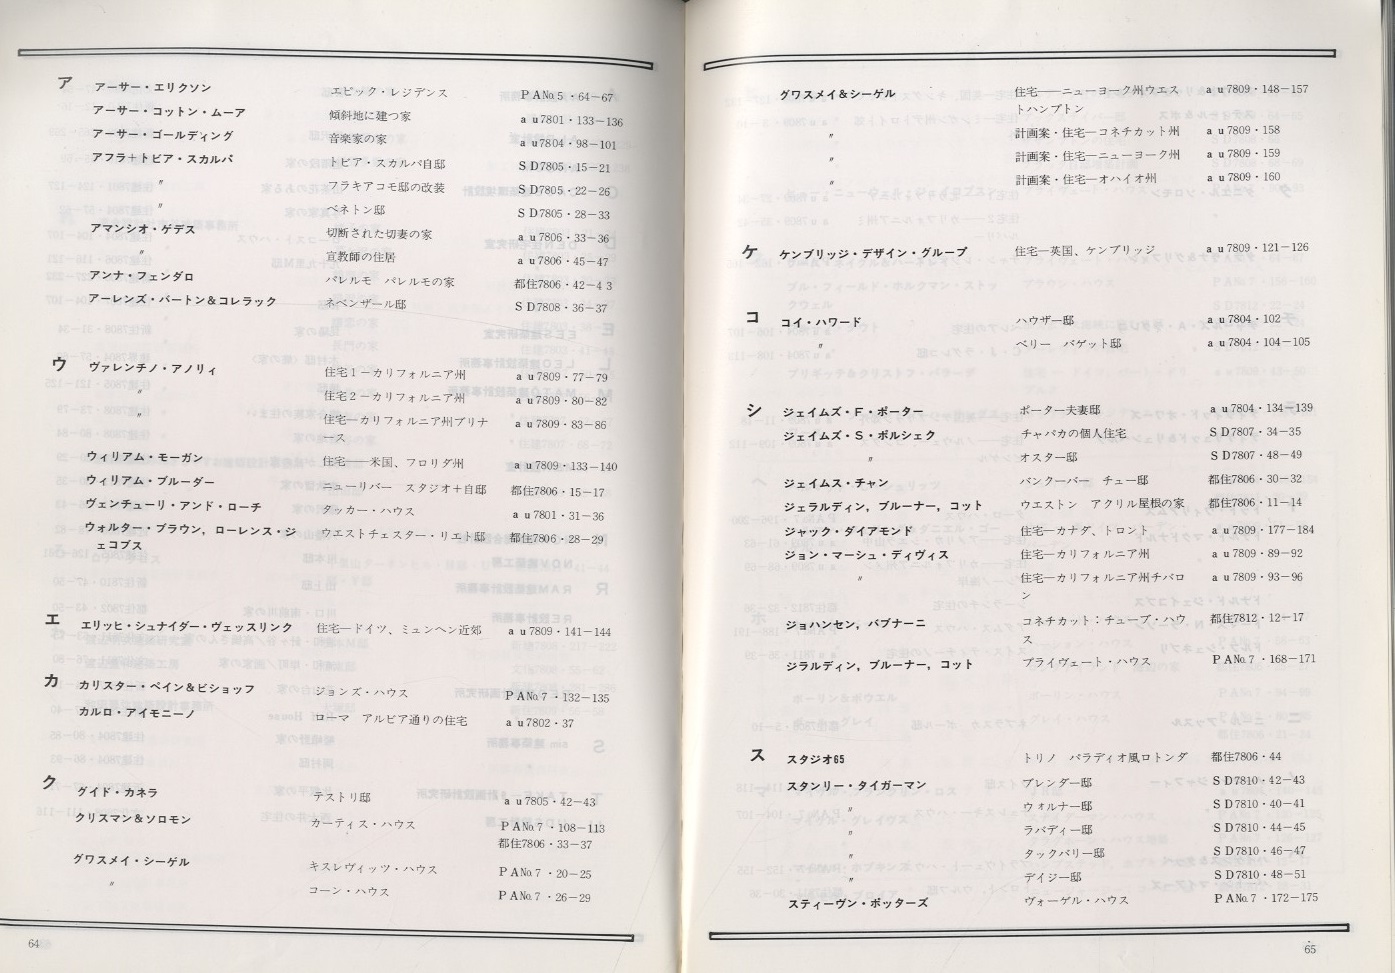 ア アーサー・エリクソン エピック・レジデンス PA№5・64−67
アーサー・コットン・ムーア 傾斜地に建つ家 au7801・133−136
アーサー・ゴールディング 音楽家の家 au7804・98−101
アフラ+トビア・スカルパ トビア・スカルパ自邸 SD7805・15−21
〃 フラキアコモ邸の改装 SD7805・22−26
〃 ベネトン邸 SD7805・28−33
アマンシオ・ゲデス 切断された切妻の家 au7806・33−36
〃 宣教師の住居 au7806・45−47
アンナ・フェンダロ パレルモ パレルモの家 都住7806・42−43
アーレンズ・バートン&コレラック ネベンザール邸 SD7808・36−37
ウ ヴァレンチノ・アノリィ 住宅1−カリフォルニア州 au7809・77−79
〃 住宅2−カリフォルニア州 au7809・80−82
〃 住宅−カリフォルニア州プリナ au7809・83−86
ース
ウィリアム・モーガン 住宅――米国、フロリダ州 au7809・133−140
ウィリアム・ブルーダー ニューリバー スタジオ+自邸 都住7806・15−17
ヴェンチューリ・アンド・ローチ タッカー・ハウス au7801・31−36
ウォルター・ブラウン,ローレンス・ジ ウエストチェスター・リエト邸 都住7806・28−29
ェコブス
エ エリッヒ・シュナイダー・ヴェッスリンク 住宅−ドイツ、ミュンヘン近郊 au7809・141−144
カ カリスター・ペイン&ビショッフ ジョンズ・ハウス PA№7・132−135
カルロ・アイモニーノ ローマ アルビア通りの住宅 au7802・37
ク グイド・カネラ テストリ邸 au7805・42−43
クリスマン&ソロモン カーティス・ハウス PA№7・108−113
都住7806・33−37
グワスメイ・シーゲル キスレヴィッツ・ハウス PA№7・20−25
〃 コーン・ハウス PA№7・26−29
64
グワスメイ&シーゲル 住宅――ニューヨーク州ウエス au7809・148−157
トハンプトン
〃 計画案・住宅−コネチカット州 au7809・158
〃 計画案・住宅−ニューヨーク州 au7809・159
〃 計画案・住宅−オハイオ州 au7809・160
ケ ケンブリッジ・デザイン・グループ 住宅−英国、ケンブリッジ au7809・121−126
コ コイ・ハワード ハウザー邸 au7804・102
〃 ベリー バゲット邸 au7804・104−105
シ ジェイムズ・F・ポーター ポーター夫妻邸 au7804・134−139
ジェイムズ・S・ポルシェク チャパカの個人住宅 SD7807・34−35
〃 オスター邸 SD7807・48−49
ジェイムス・チャン バンクーバー チュー邸 都住7806・30−32
ジェラルディン,ブルーナー,コット ウエストン アクリル屋根の家 都住7806・11−14
ジャック・ダイアモンド 住宅−カナダ、トロント au7809・177−184
ジョン・マーシュ・ディヴィス 住宅−カリフォルニア州 au7809・89−92
〃 住宅−カリフォルニア州チバロ au7809・93−96
ン
ジョハンセン,バブナーニ コネチカット:チューブ・ハウ 都住7812・12−17
ス
ジラルディン,ブルーナー,コット プライヴェート・ハウス PA№7・168−171
ス スタジオ65 トリノ パラディオ風ロトンダ 都住7806・44
スタンリー・タイガーマン ブレンダー邸 SD7810・42−43
〃 ウォルナー邸 SD7810・40−41
〃 ラバディー邸 SD7810・44−45
〃 タックバリー邸 SD7810・46−47
〃 デイジー邸 SD7810・48−51
スティーヴン・ポッターズ ヴォーゲル・ハウス PA№7・172−175
65